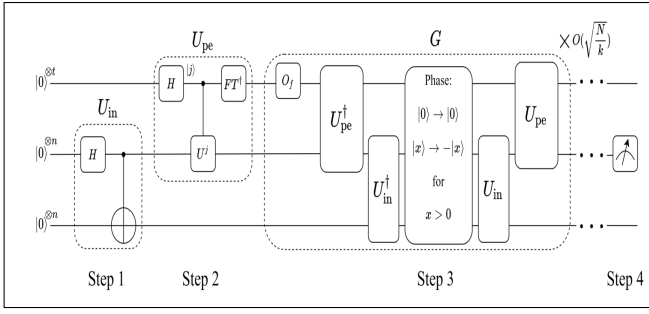 U_pe
G
× O(√(N/k))
|0⟩^⊗t
H
|j⟩
FT†
O_f
U_in
U†_pe
Phase:
|0⟩ → |0⟩
|x⟩ → −|x⟩
for
x > 0
U_pe
|0⟩^⊗n
H
U^j
U†_in
U_in
|0⟩^⊗n
Step 1
Step 2
Step 3
Step 4